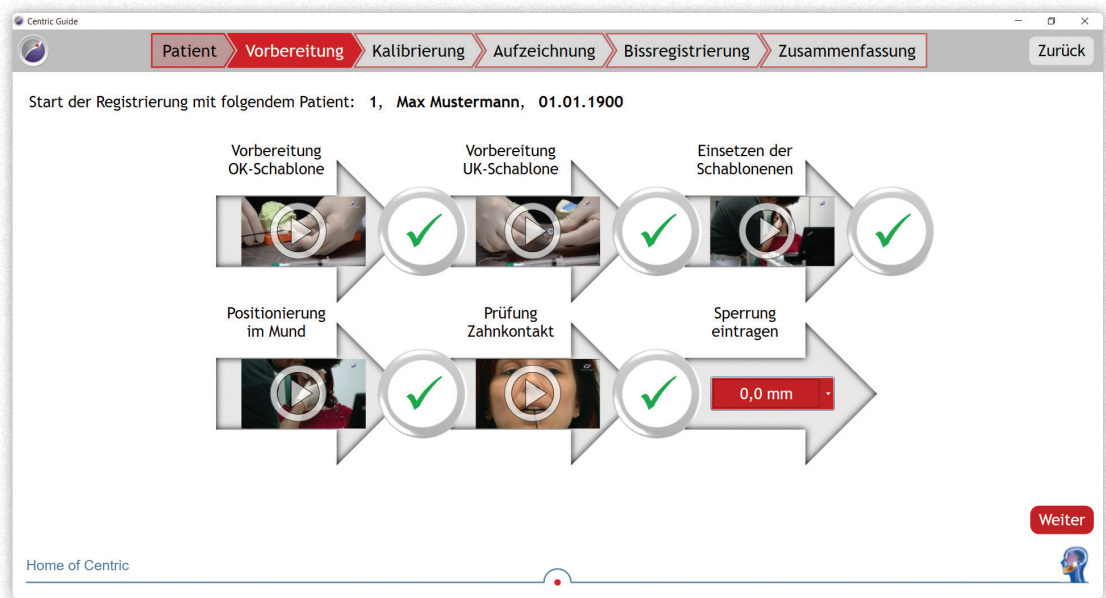 Centric Guide
Patient
Vorbereitung
Kalibrierung
Aufzeichnung
Bissregistrierung
Zusammenfassung
Zurück
Start der Registrierung mit folgendem Patient: 1, Max Mustermann, 01.01.1900
Vorbereitung
OK-Schablone
Vorbereitung
UK-Schablone
Einsetzen der
Schablonenen
Positionierung
im Mund
Prüfung
Zahnkontakt
Sperrung
eintragen
0,0 mm
Weiter
Home of Centric